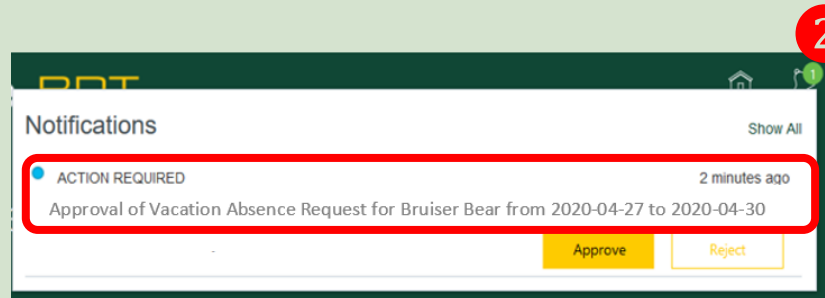 2
1
Notifications
Show All
ACTION REQUIRED
2 minutes ago
Approval of Vacation Absence Request for Bruiser Bear from 2020-04-27 to 2020-04-30
Approve
Reject